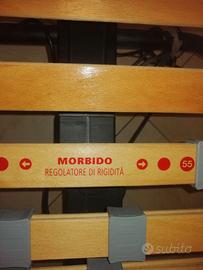 MORBIDO
REGOLATORE DI RIGIDITÀ
55
subito